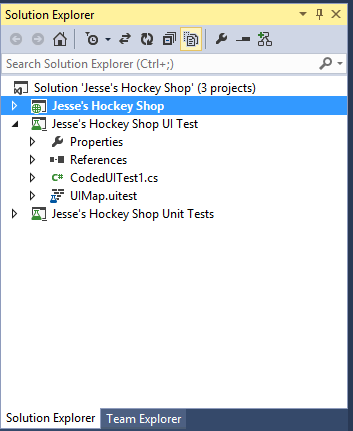 Solution Explorer
Search Solution Explorer (Ctrl+;)
Solution 'Jesse's Hockey Shop' (3 projects)
Jesse's Hockey Shop
Jesse's Hockey Shop UI Test
Properties
References
C# CodedUITest1.cs
UIMap.uitest
Jesse's Hockey Shop Unit Tests
Solution Explorer Team Explorer